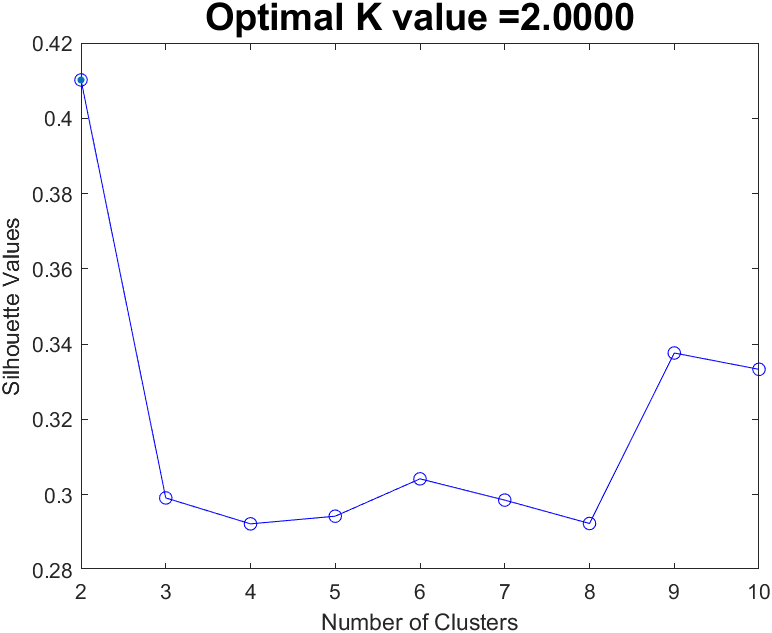 Optimal K value =2.0000
0.42
0.4
0.38
0.36
0.34
0.32
0.3
0.28
Silhouette Values
2 3 4 5 6 7 8 9 10
Number of Clusters